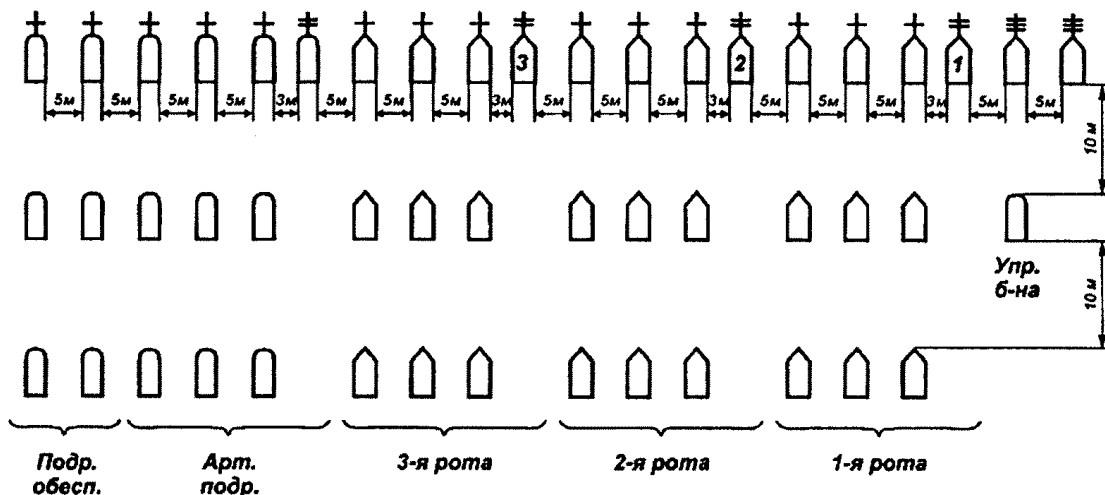 3
2
1
5м 5м 5м 5м 3м 5м 5м 5м 3м 5м 5м 5м 3м 5м 5м 5м 3м 5м 5м
10 м
Упр.
б-на
10 м
Подр.
обесп.
Арт.
подр.
3-я рота
2-я рота
1-я рота